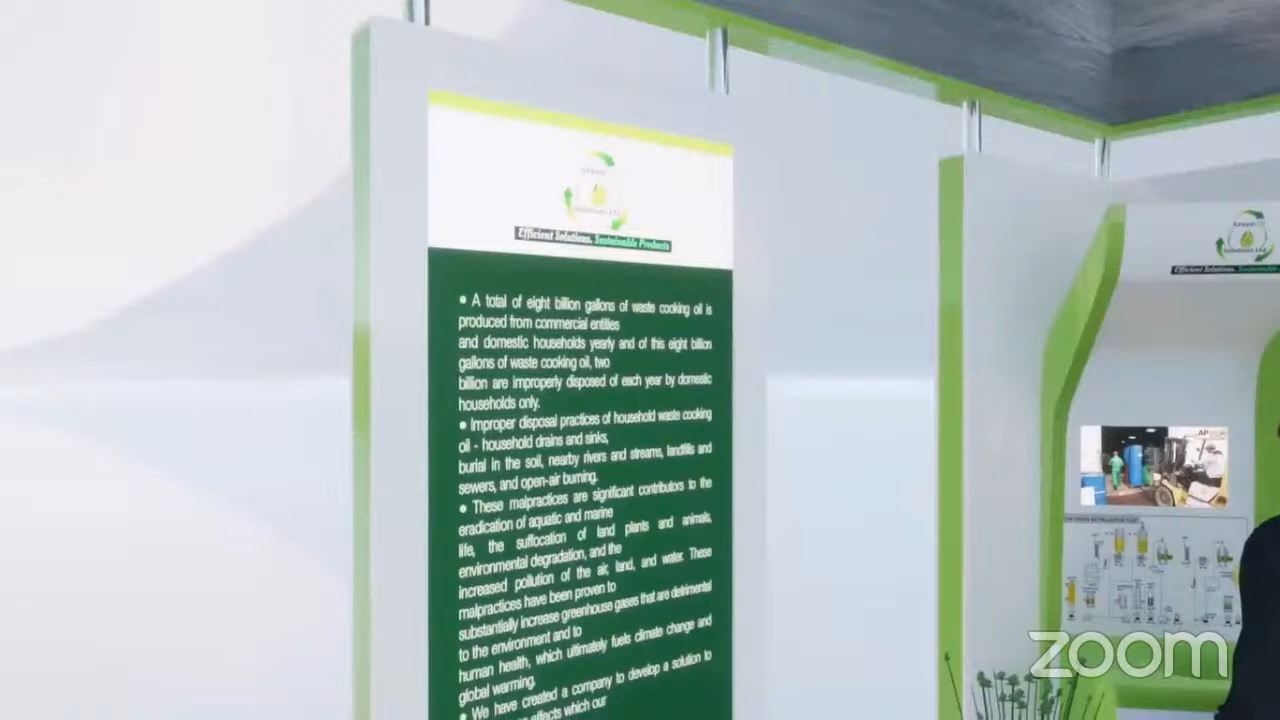 Efficient Solutions, Sustainable Products
• A total of eight billion gallons of waste cooking oil is
produced from commercial entities
and domestic households yearly and of this eight billion
gallons of waste cooking oil, two
billion are improperly disposed of each year by domestic
households only.
• Improper disposal practices of household waste cooking
oil - household drains and sinks,
burial in the soil, nearby rivers and streams, landfills and
sewers, and open-air burning.
• These malpractices are significant contributors to the
eradication of aquatic and marine
life, the suffocation of land plants and animals,
environmental degradation, and the
increased pollution of the air, land, and water. These
malpractices have been proven to
substantially increase greenhouse gases that are detrimental
to the environment and to
human health, which ultimately fuels climate change and
global warming.
• We have created a company to develop a solution to
effects which our
Solutions Ltd
Efficient Solutions, Sustainable
AP
zoom